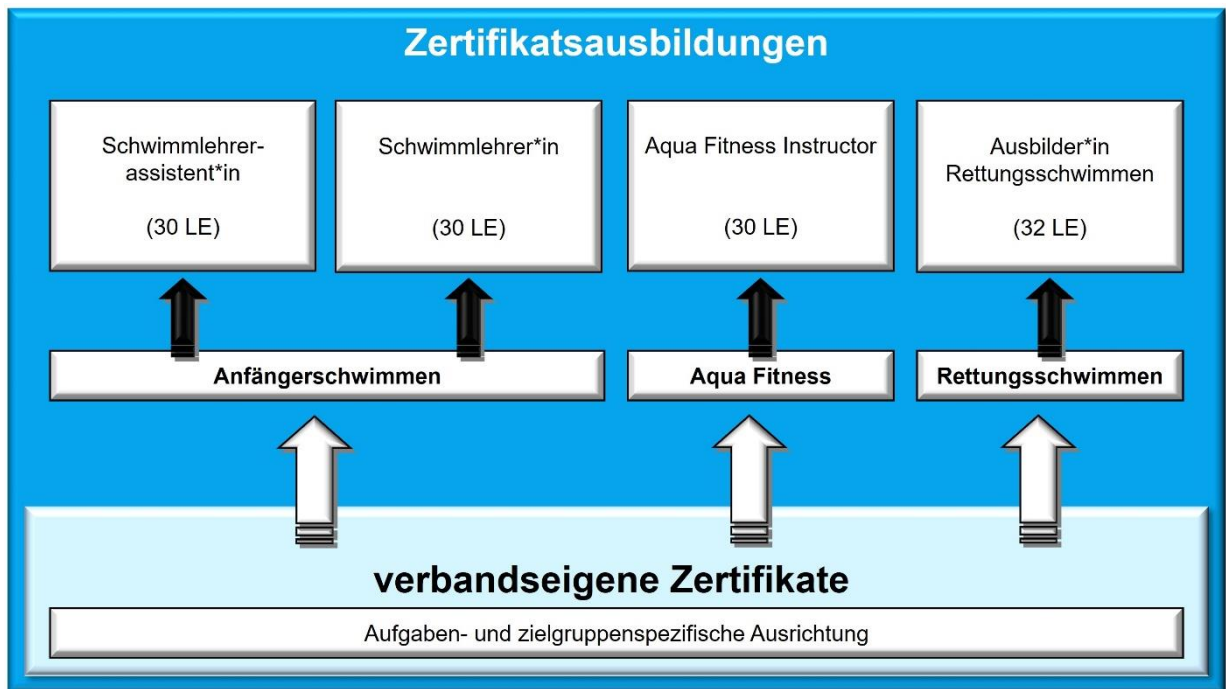 Zertifikatsausbildungen
Schwimmlehrer-
assistent*in
(30 LE)
Schwimmlehrer*in
(30 LE)
Aqua Fitness Instructor
(30 LE)
Ausbilder*in
Rettungsschwimmen
(32 LE)
Anfängerschwimmen
Aqua Fitness
Rettungsschwimmen
verbandseigene Zertifikate
Aufgaben- und zielgruppenspezifische Ausrichtung